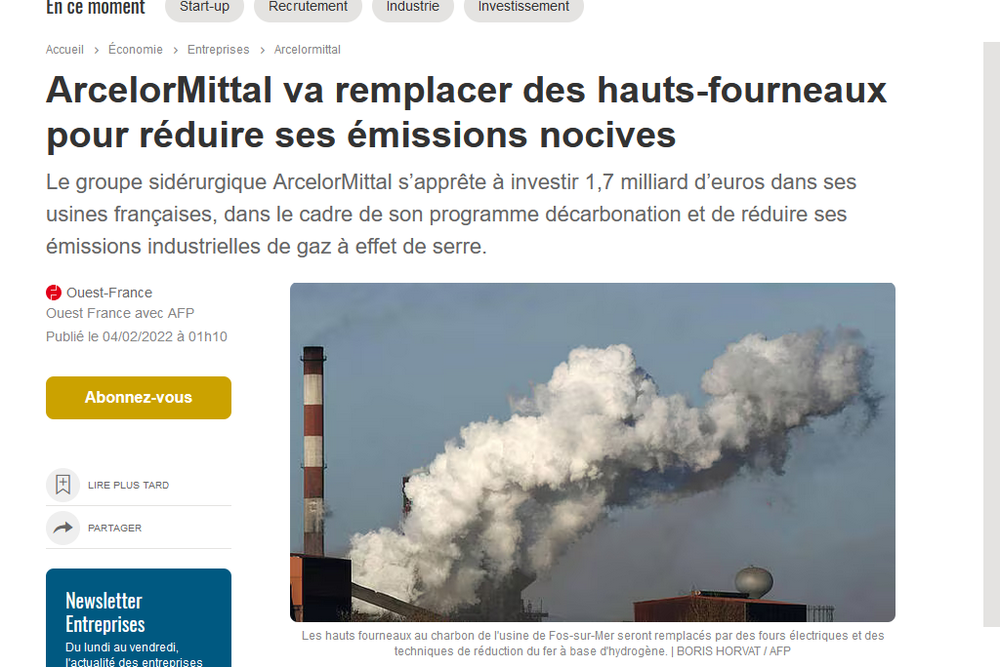 En ce moment
Start-up
Recrutement
Industrie
Investissement
Accueil > Économie > Entreprises > Arcelormittal
ArcelorMittal va remplacer des hauts-fourneaux
pour réduire ses émissions nocives
Le groupe sidérurgique ArcelorMittal s’apprête à investir 1,7 milliard d’euros dans ses
usines françaises, dans le cadre de son programme décarbonation et de réduire ses
émissions industrielles de gaz à effet de serre.
Ouest-France
Ouest France avec AFP
Publié le 04/02/2022 à 01h10
Abonnez-vous
LIRE PLUS TARD
PARTAGER
Newsletter
Entreprises
Du lundi au vendredi,
l'actualité des entreprises
Les hauts fourneaux au charbon de l'usine de Fos-sur-Mer seront remplacés par des fours électriques et des
techniques de réduction du fer à base d'hydrogène. | BORIS HORVAT / AFP